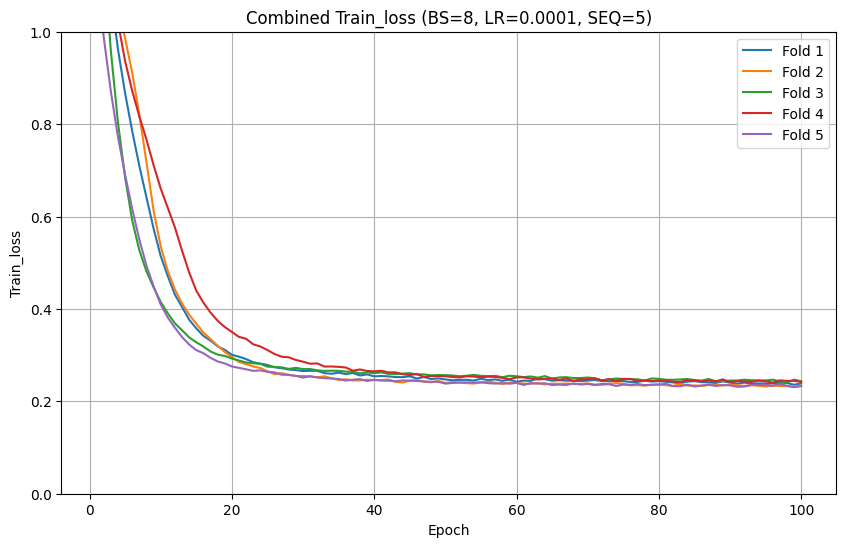 Combined Train_loss (BS=8, LR=0.0001, SEQ=5)
Train_loss
1.0
0.8
0.6
0.4
0.2
0.0
0 20 40 60 80 100
Epoch
Fold 1
Fold 2
Fold 3
Fold 4
Fold 5